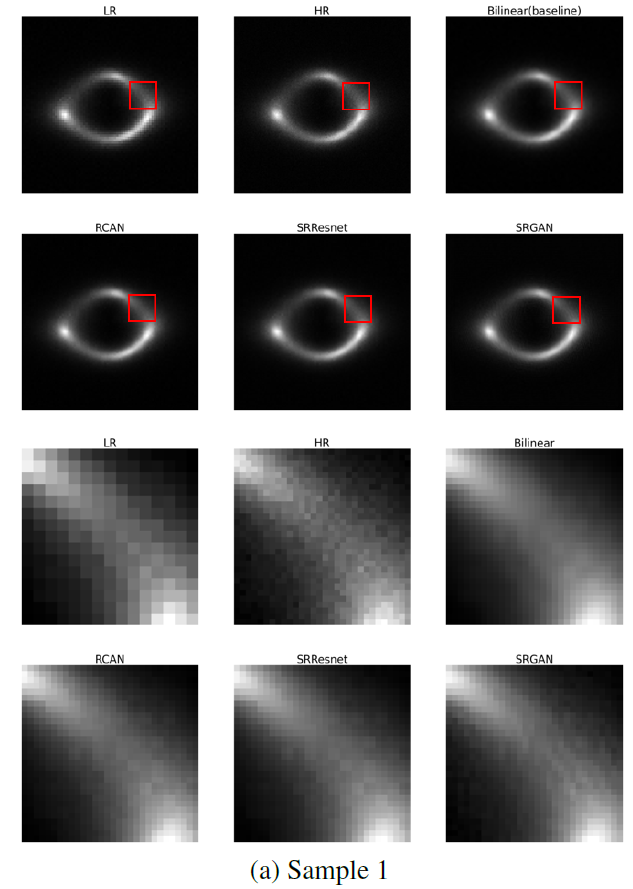 LR HR Bilinear(baseline)
RCAN SRResnet SRGAN
LR HR Bilinear
RCAN SRResnet SRGAN
(a) Sample 1